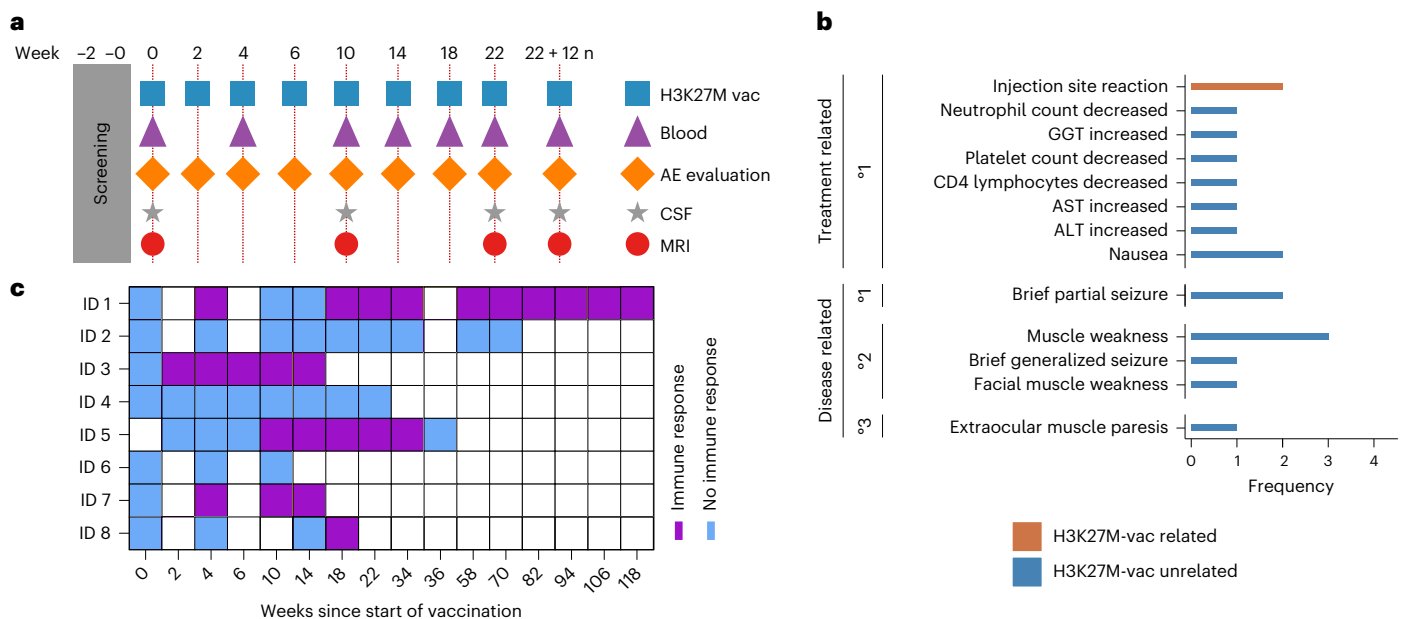 a
Week –2 –0 0 2 4 6 10 14 18 22 22 + 12 n
Screening
H3K27M vac
Blood
AE evaluation
CSF
MRI
b
Treatment related
°1
Injection site reaction
Neutrophil count decreased
GGT increased
Platelet count decreased
CD4 lymphocytes decreased
AST increased
ALT increased
Nausea
Disease related
°1
Brief partial seizure
°2
Muscle weakness
Brief generalized seizure
Facial muscle weakness
°3
Extraocular muscle paresis
0 1 2 3 4
Frequency
H3K27M-vac related
H3K27M-vac unrelated
c
ID 1
ID 2
ID 3
ID 4
ID 5
ID 6
ID 7
ID 8
0 2 4 6 10 14 18 22 34 36 58 70 82 94 106 118
Weeks since start of vaccination
Immune response
No immune response